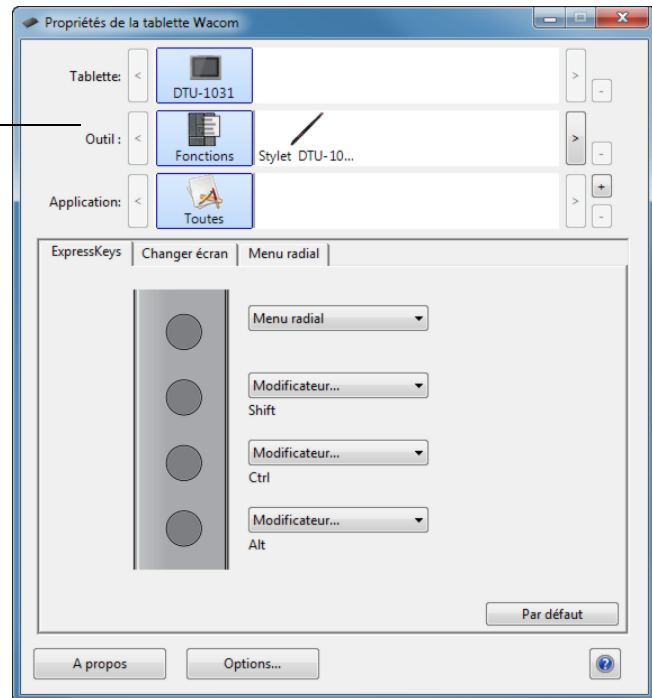 Propriétés de la tablette Wacom
Tablette: < DTU-1031 > -
Outil : < Fonctions Stylet DTU-10... > -
Application: < Toutes > + -
ExpressKeys Changer écran Menu radial
Menu radial
Modificateur...
Shift
Modificateur...
Ctrl
Modificateur...
Alt
Par défaut
A propos Options... ?